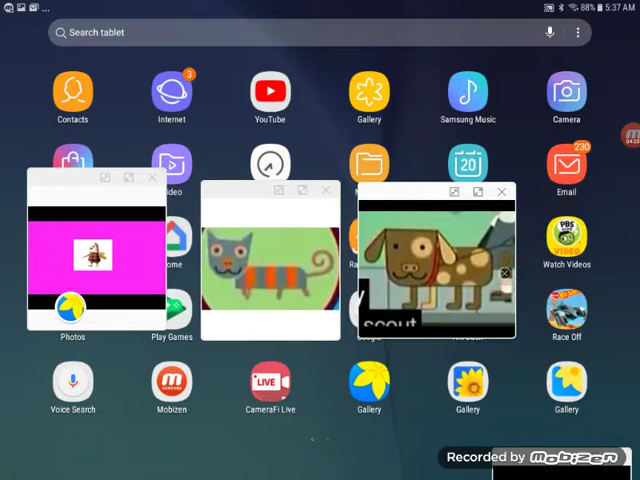 ... 88% 5:37 AM
Search tablet
3
Contacts
Internet
YouTube
Gallery
Samsung Music
Camera
20
230
ideo
Email
PBS
ome
Watch Videos
scout
Photos
Play Games
Race Off
LIVE
Voice Search
Mobizen
CameraFi Live
Gallery
Gallery
Gallery
Recorded by Mobizen